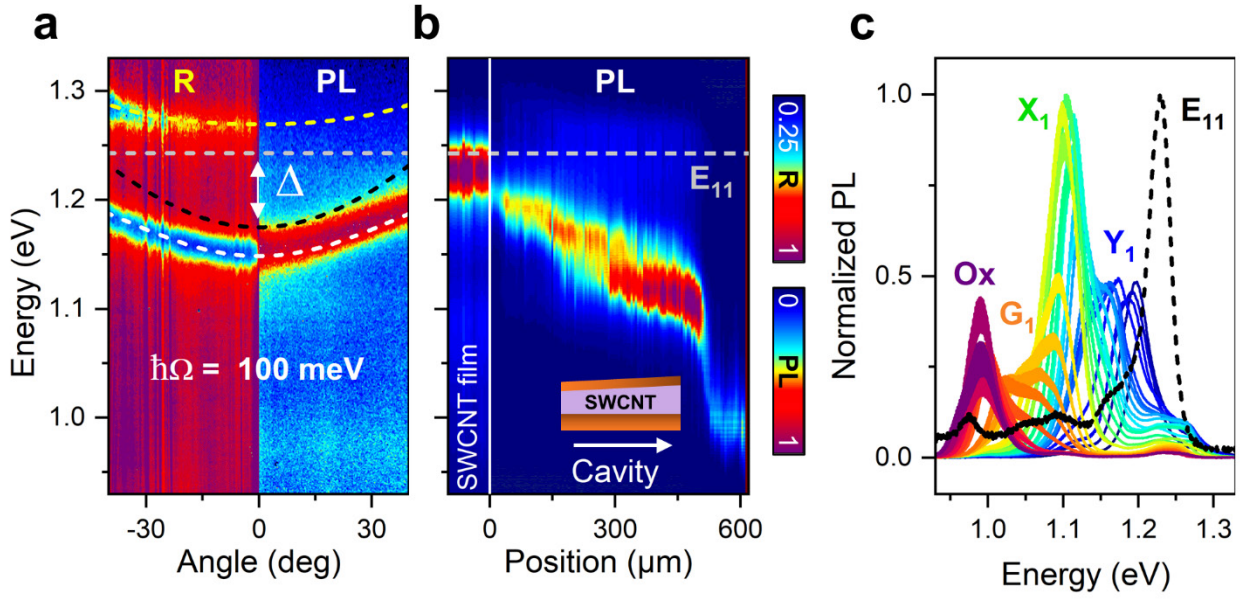 a
b
c
R
PL
Δ
ħΩ = 100 meV
1.3
1.2
1.1
1.0
Energy (eV)
-30
0
30
Angle (deg)
PL
E11
SWCNT film
SWCNT
Cavity
0
300
600
Position (µm)
0.25
R
1
0
PL
1
Normalized PL
1.0
0.5
0.0
X1
E11
Y1
Ox
G1
1.0
1.1
1.2
1.3
Energy (eV)